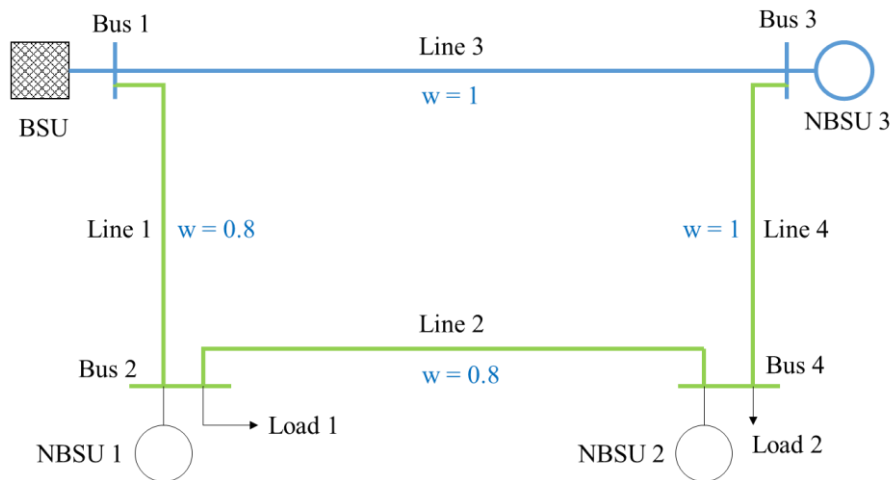 Bus 1
Line 3
Bus 3
w = 1
BSU
NBSU 3
Line 1
w = 0.8
w = 1
Line 4
Line 2
Bus 2
w = 0.8
Bus 4
Load 1
Load 2
NBSU 1
NBSU 2